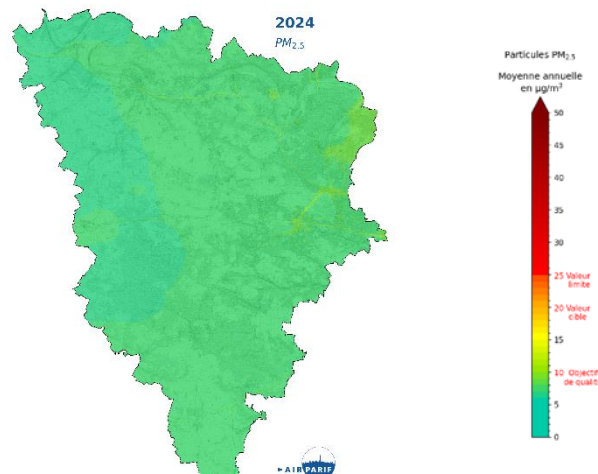 2024
PM2.5
Particules PM2.5
Moyenne annuelle
en µg/m3
50
45
40
35
30
25 Valeur
limite
20 Valeur
cible
15
10 Objectif
de qualit
5
0
AIRPARIF